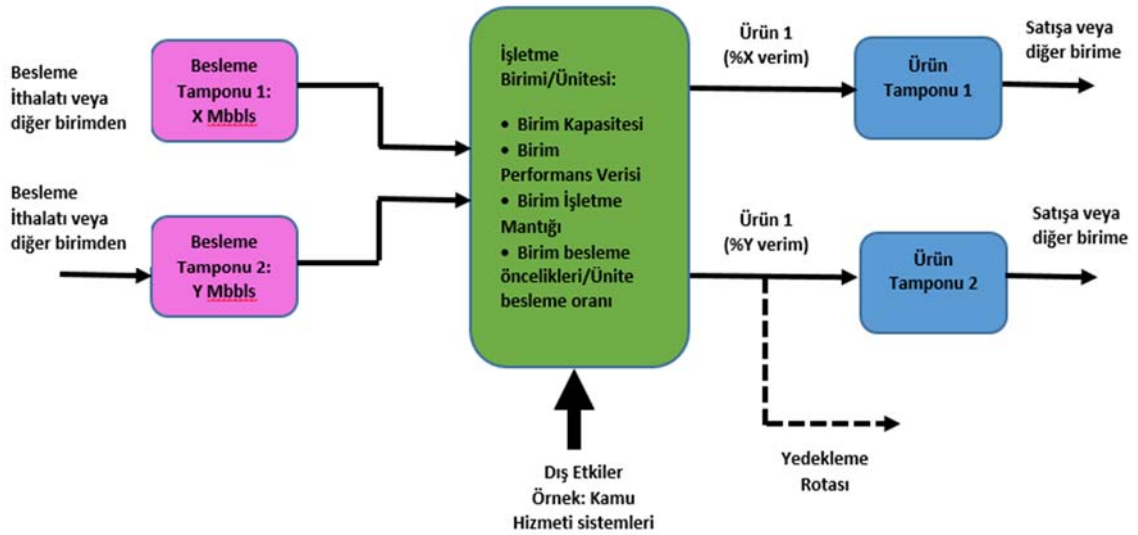 Besleme
İthalatı veya
diğer birimden
Besleme
Tamponu 1:
X Mbbls
Besleme
İthalatı veya
diğer birimden
Besleme
Tamponu 2:
Y Mbbls
İşletme
Birimi/Ünitesi:
• Birim Kapasitesi
• Birim
Performans Verisi
• Birim İşletme
Mantığı
• Birim besleme
öncelikleri/Ünite
besleme oranı
Dış Etkiler
Örnek: Kamu
Hizmeti sistemleri
Ürün 1
(%X verim)
Ürün
Tamponu 1
Satışa veya
diğer birime
Ürün 1
(%Y verim)
Ürün
Tamponu 2
Satışa veya
diğer birime
Yedekleme
Rotası